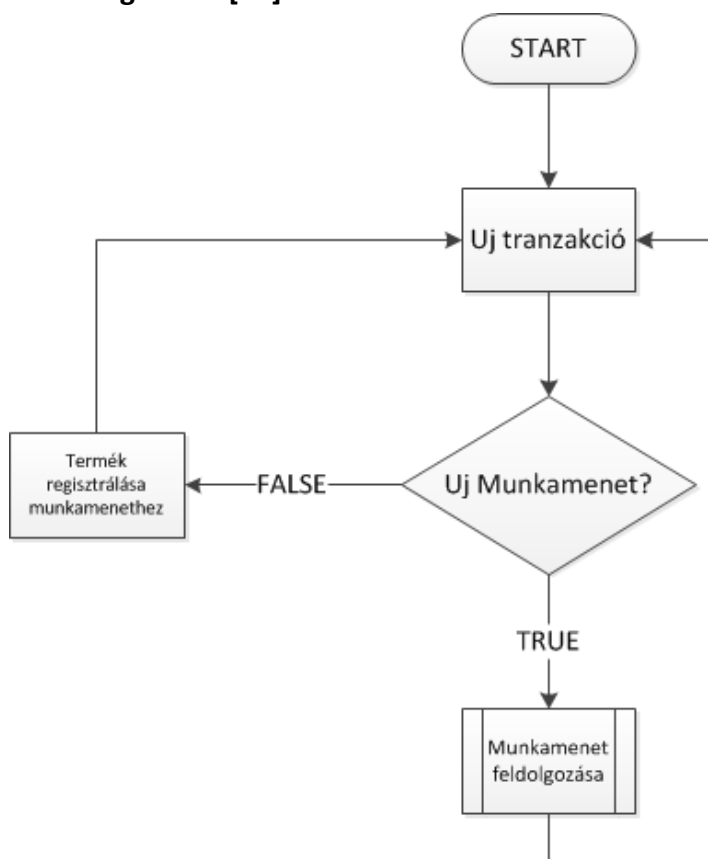 START
Uj tranzakció
Uj Munkamenet?
FALSE
Termék
regisztrálása
munkamenethez
TRUE
Munkamenet
feldolgozása